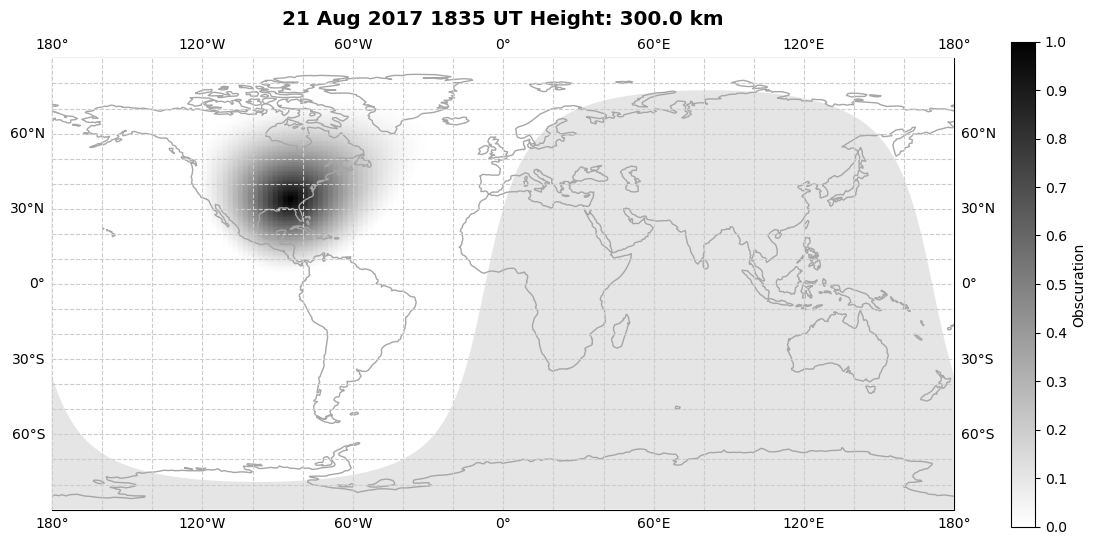 21 Aug 2017 1835 UT Height: 300.0 km
180° 120°W 60°W 0° 60°E 120°E 180°
60°N 60°N
30°N 30°N
0° 0°
30°S 30°S
60°S 60°S
180° 120°W 60°W 0° 60°E 120°E 180°
1.0
0.9
0.8
0.7
0.6
0.5
0.4
0.3
0.2
0.1
0.0
Obscuration